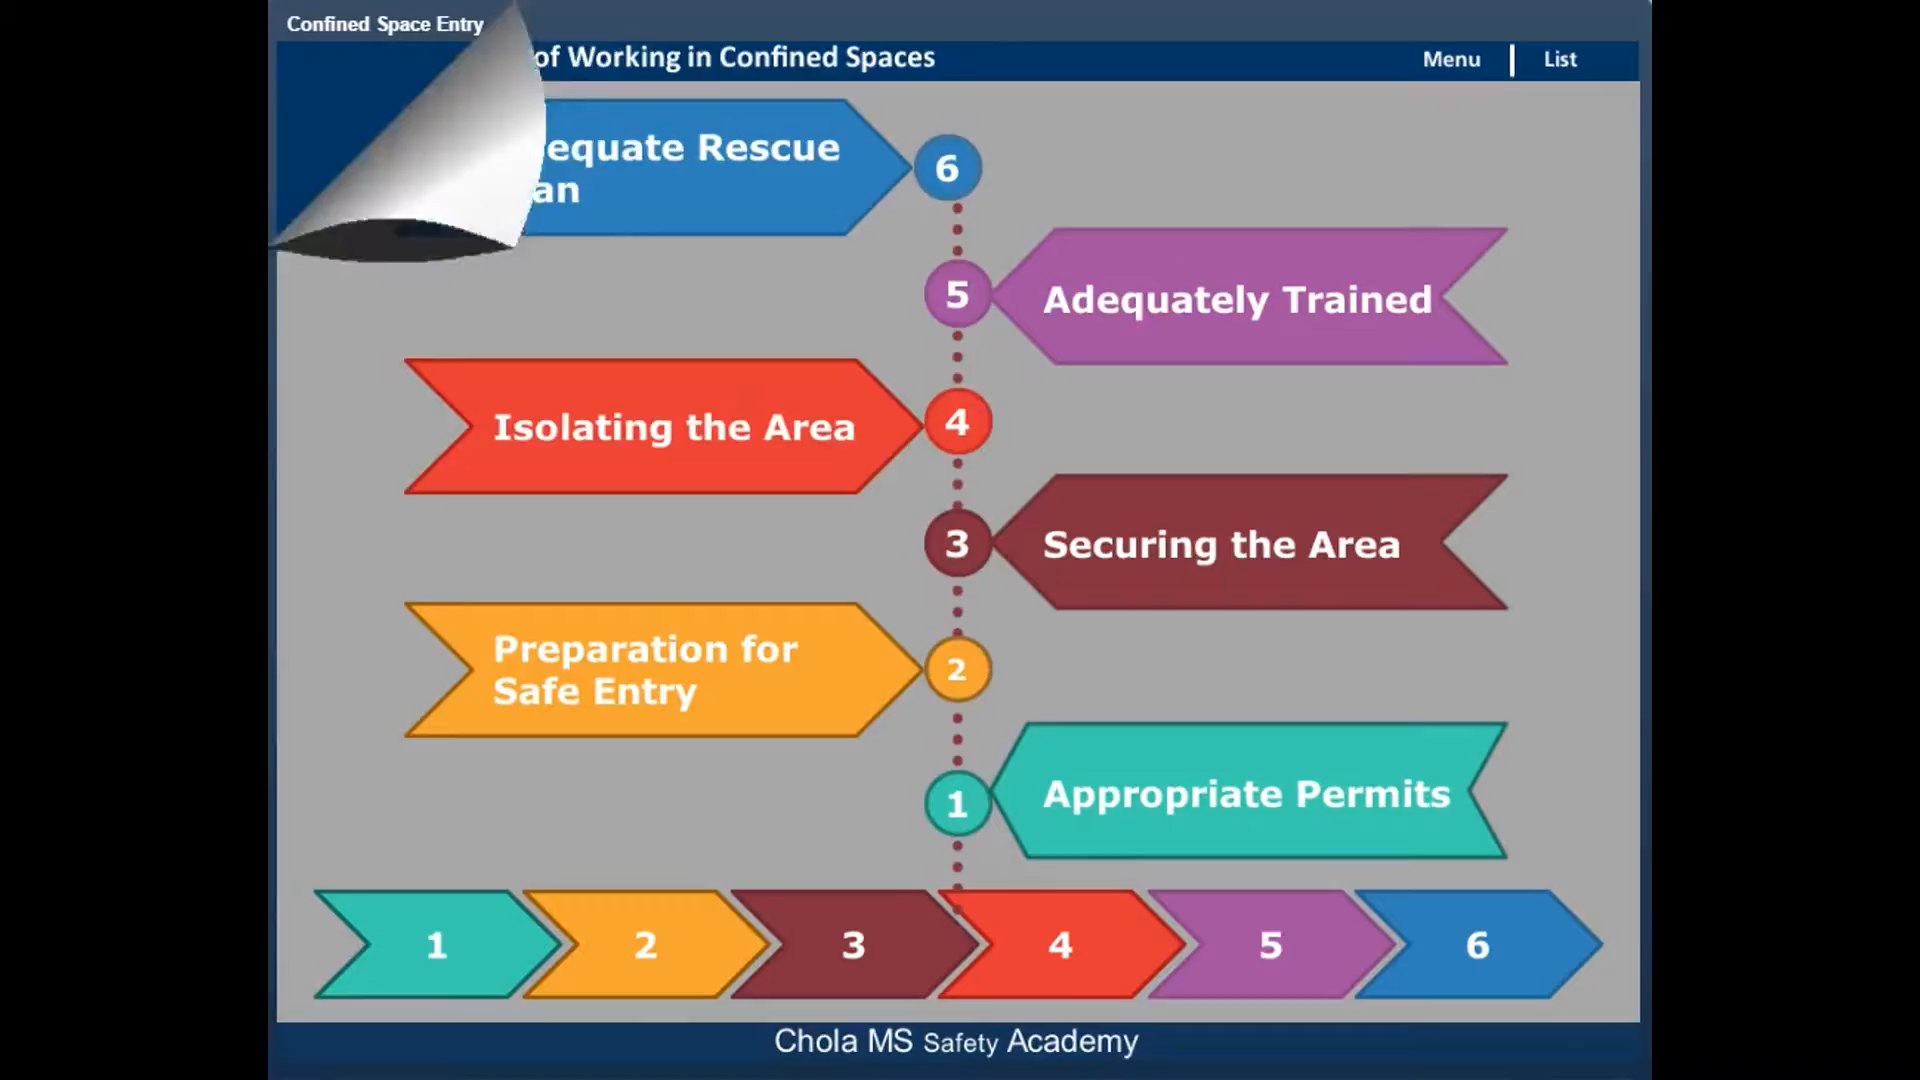 Confined Space Entry
of Working in Confined Spaces
Menu | List
equate Rescue
an
6
5
Adequately Trained
Isolating the Area
4
3
Securing the Area
Preparation for
Safe Entry
2
1
Appropriate Permits
1 2 3 4 5 6
Chola MS Safety Academy